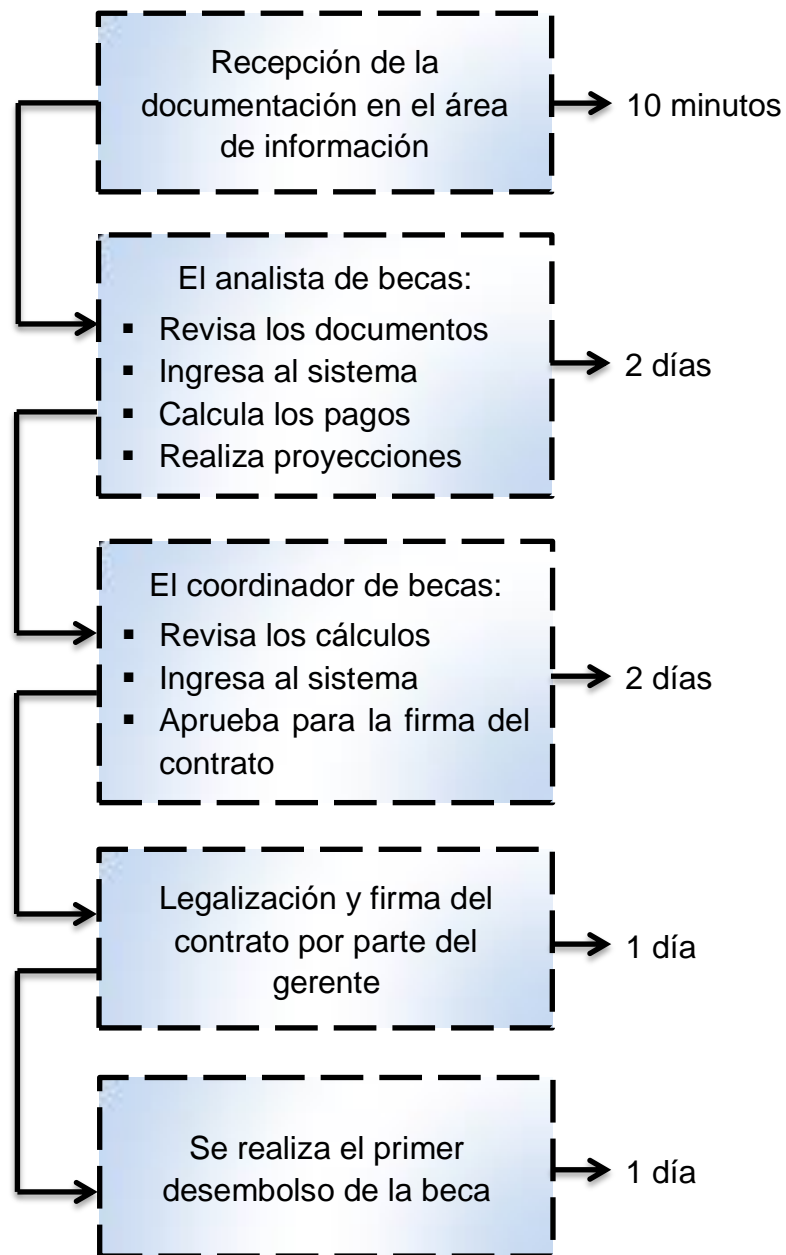 Recepción de la
documentación en el área
de información
10 minutos
El analista de becas:
▪ Revisa los documentos
▪ Ingresa al sistema
▪ Calcula los pagos
▪ Realiza proyecciones
2 días
El coordinador de becas:
▪ Revisa los cálculos
▪ Ingresa al sistema
▪ Aprueba para la firma del
contrato
2 días
Legalización y firma del
contrato por parte del
gerente
1 día
Se realiza el primer
desembolso de la beca
1 día